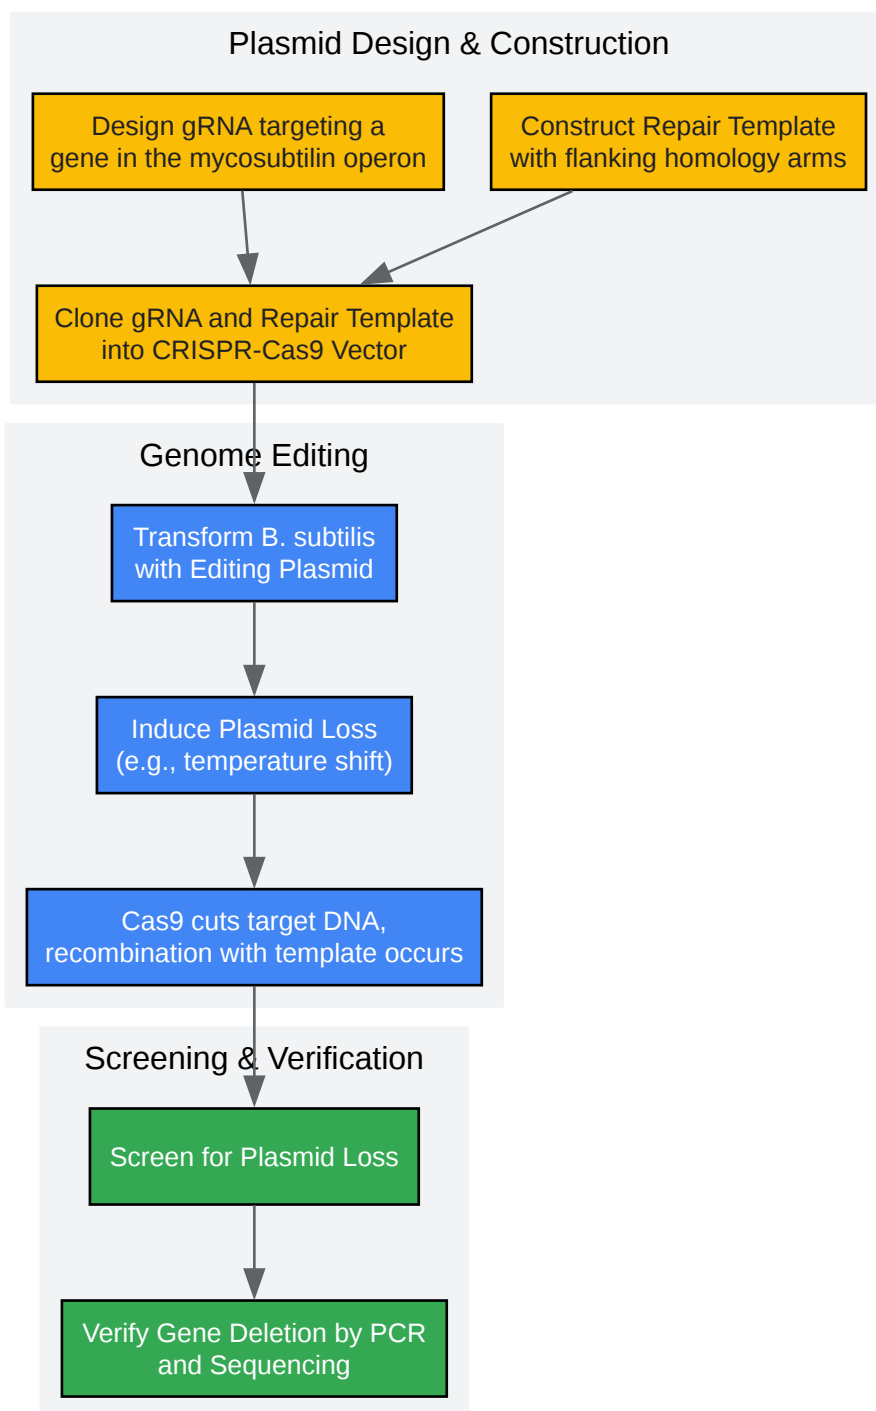 Plasmid Design & Construction
Design gRNA targeting a
gene in the mycosubtilin operon
Construct Repair Template
with flanking homology arms
Clone gRNA and Repair Template
into CRISPR-Cas9 Vector
Genome Editing
Transform B. subtilis
with Editing Plasmid
Induce Plasmid Loss
(e.g., temperature shift)
Cas9 cuts target DNA,
recombination with template occurs
Screening & Verification
Screen for Plasmid Loss
Verify Gene Deletion by PCR
and Sequencing